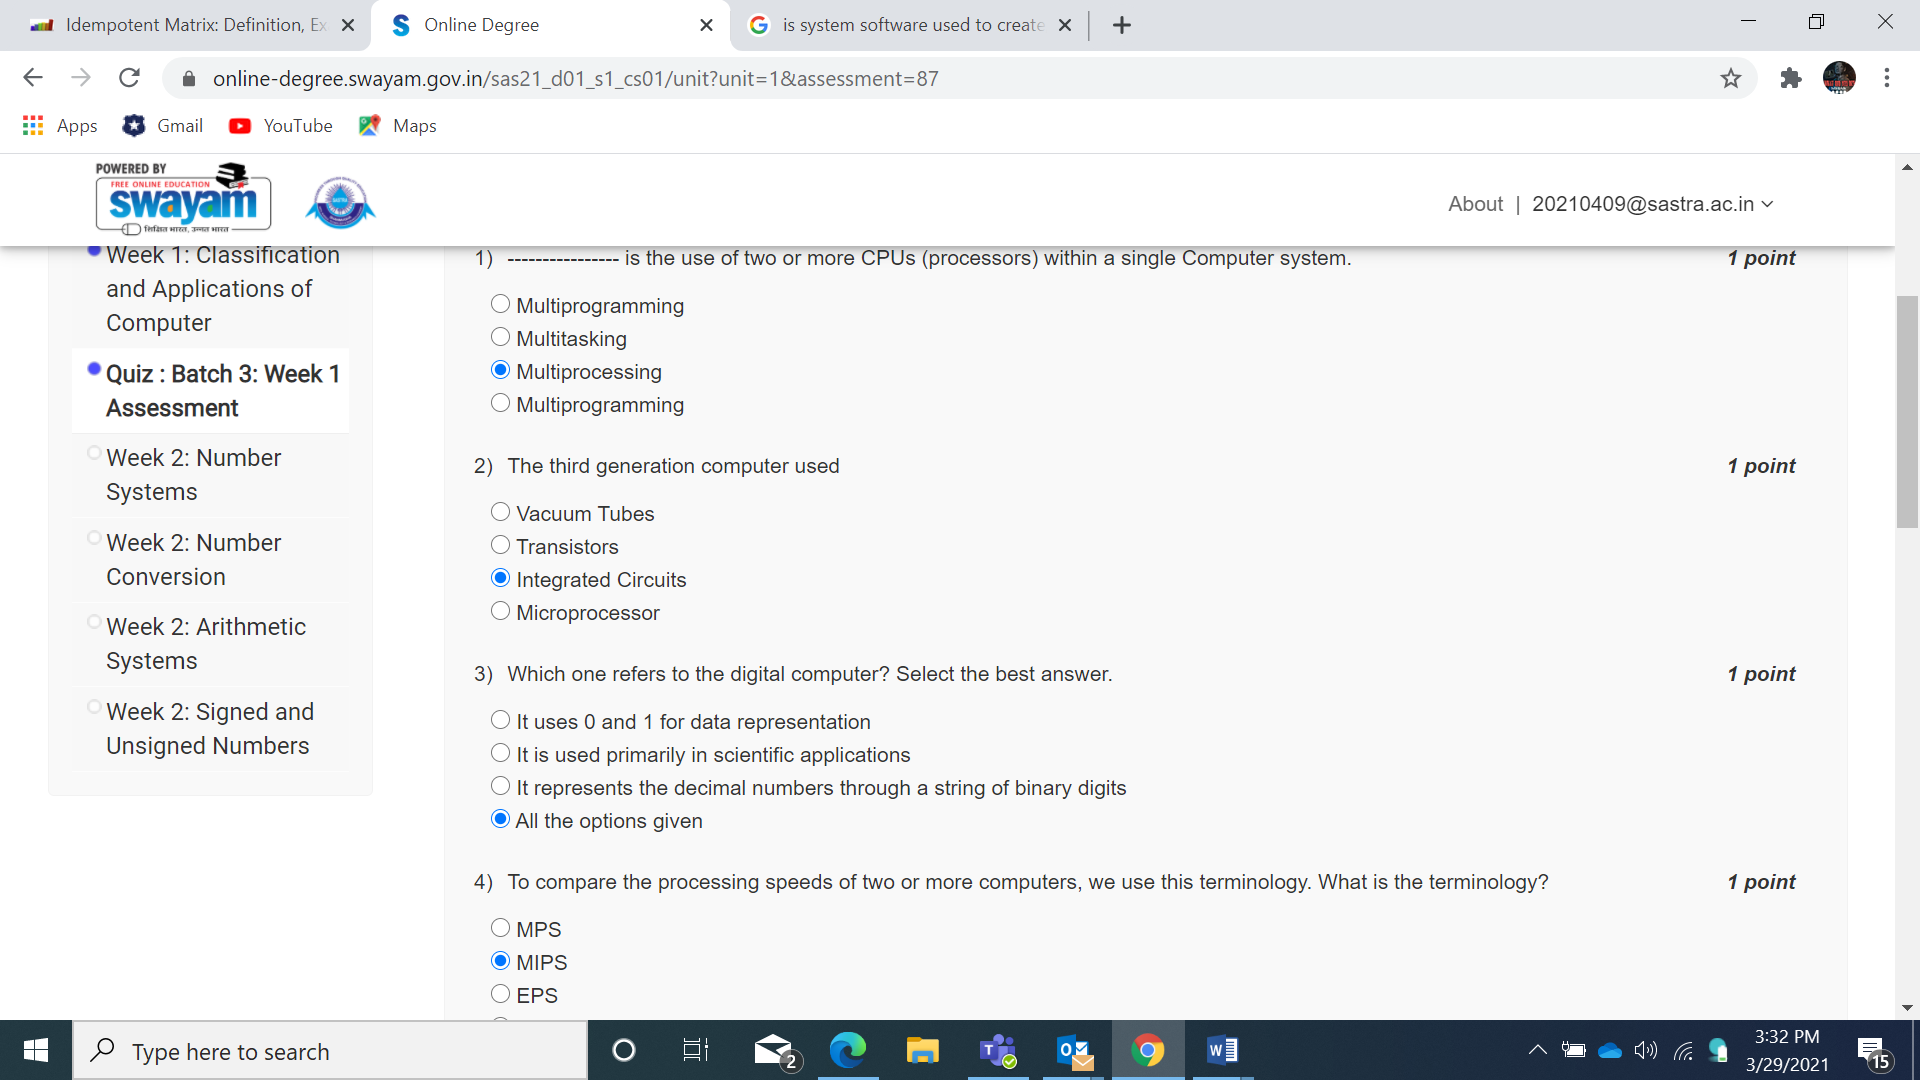 Idempotent Matrix: Definition, Ex
Online Degree
is system software used to create
online-degree.swayam.gov.in/sas21_d01_s1_cs01/unit?unit=1&assessment=87
Apps
Gmail
YouTube
Maps
POWERED BY
FREE ONLINE EDUCATION
swayam
शिक्षित भारत, उन्नत भारत
About | 20210409@sastra.ac.in
Week 1: Classification
and Applications of
Computer
Quiz : Batch 3: Week 1
Assessment
Week 2: Number
Systems
Week 2: Number
Conversion
Week 2: Arithmetic
Systems
Week 2: Signed and
Unsigned Numbers
1) ---------------- is the use of two or more CPUs (processors) within a single Computer system. 1 point
Multiprogramming
Multitasking
Multiprocessing
Multiprogramming
2) The third generation computer used 1 point
Vacuum Tubes
Transistors
Integrated Circuits
Microprocessor
3) Which one refers to the digital computer? Select the best answer. 1 point
It uses 0 and 1 for data representation
It is used primarily in scientific applications
It represents the decimal numbers through a string of binary digits
All the options given
4) To compare the processing speeds of two or more computers, we use this terminology. What is the terminology? 1 point
MPS
MIPS
EPS
Type here to search
2
3:32 PM
3/29/2021
15